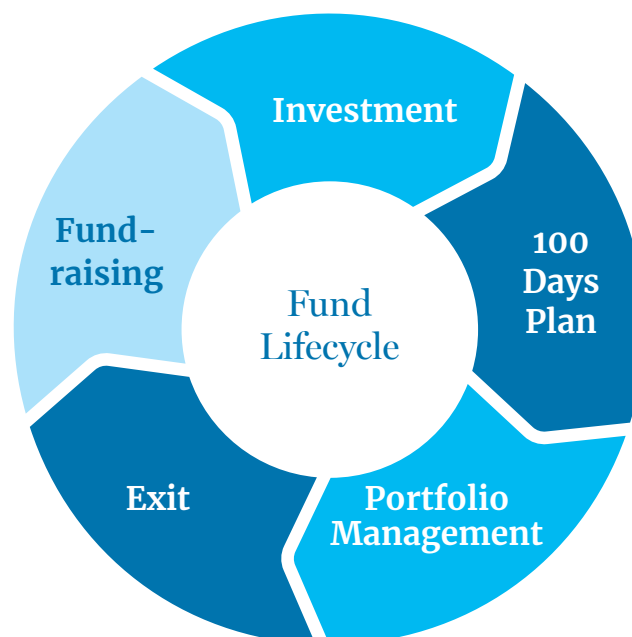 Investment
Fund-
raising
100
Days
Plan
Fund
Lifecycle
Exit
Portfolio
Management